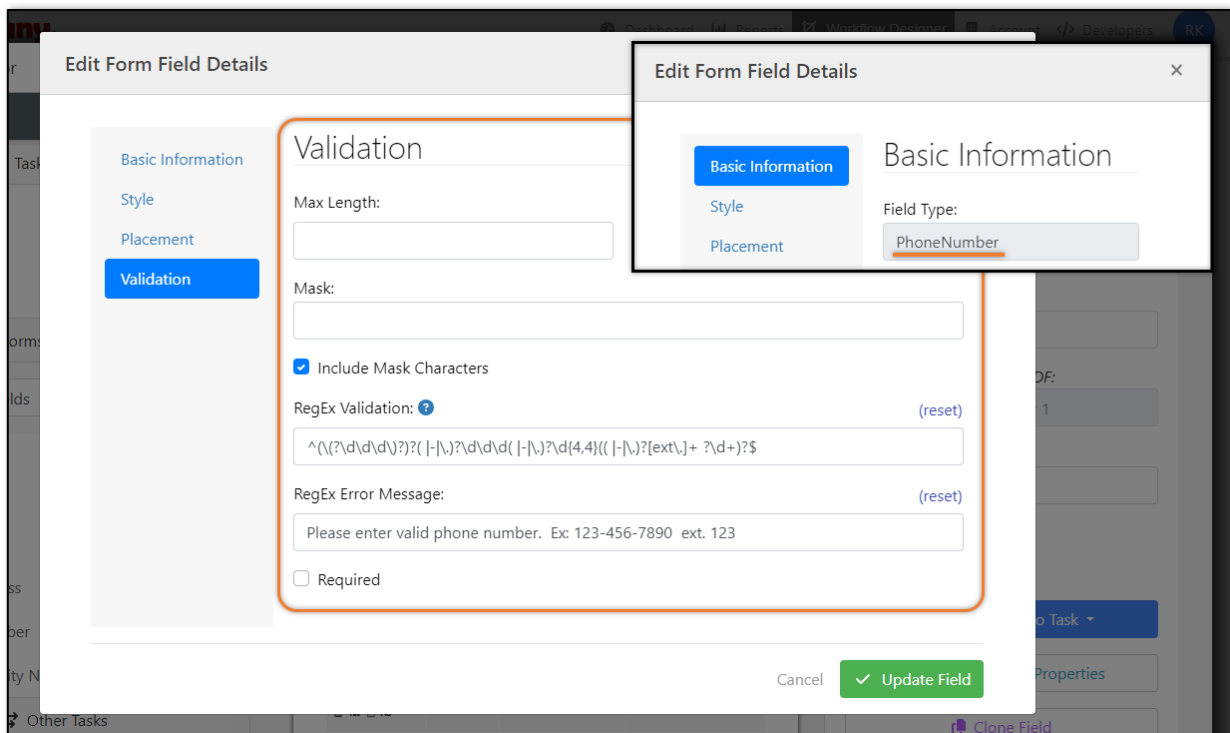 Dashboard Reports Workflow Designer Account </> Developers RK
Edit Form Field Details
Basic Information
Style
Placement
Validation
Validation
Max Length:
Mask:
Include Mask Characters
RegEx Validation: ?
(reset)
^(\(?\d\d\d\)?)?( |-|\.)?\d\d\d( |-|\.)?\d{4,4}(( |-|\.)?[ext\.]+ ?\d+)?$
RegEx Error Message:
(reset)
Please enter valid phone number. Ex: 123-456-7890 ext. 123
Required
Cancel
Update Field
Edit Form Field Details
×
Basic Information
Style
Placement
Basic Information
Field Type:
PhoneNumber
1
Task
Properties
Other Tasks
Clone Field